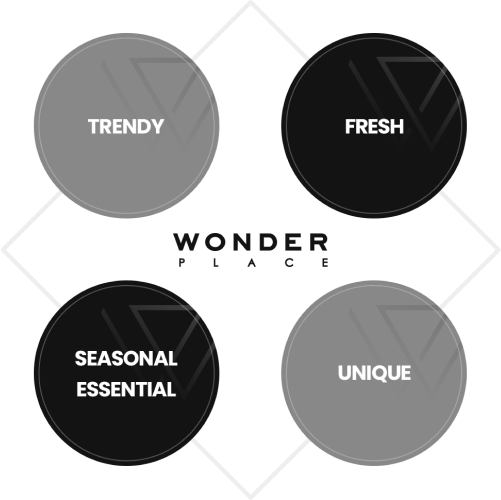 TRENDY
FRESH
WONDER
PLACE
SEASONAL
ESSENTIAL
UNIQUE